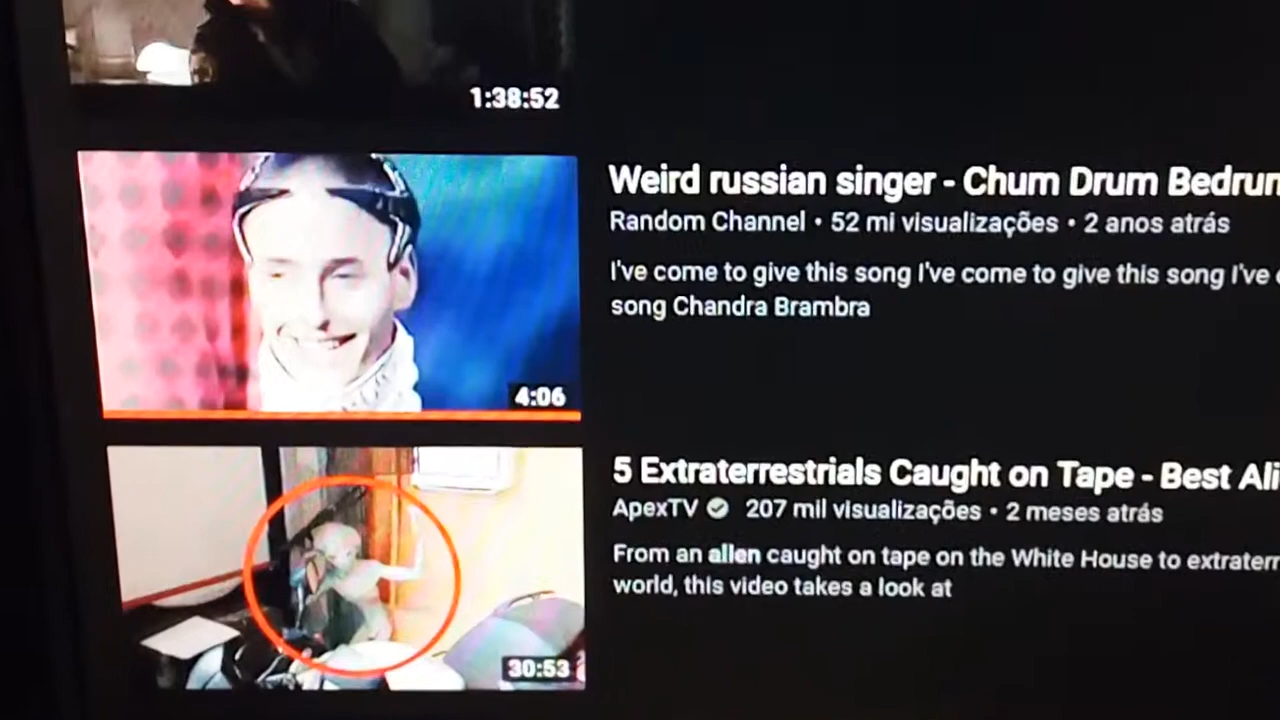 1:38:52
Weird russian singer - Chum Drum Bedrum
Random Channel • 52 mi visualizações • 2 anos atrás
I've come to give this song I've come to give this song I've
song Chandra Brambra
4:06
5 Extraterrestrials Caught on Tape - Best Ali
ApexTV 207 mil visualizações • 2 meses atrás
From an alien caught on tape on the White House to extraterr
world, this video takes a look at
30:53